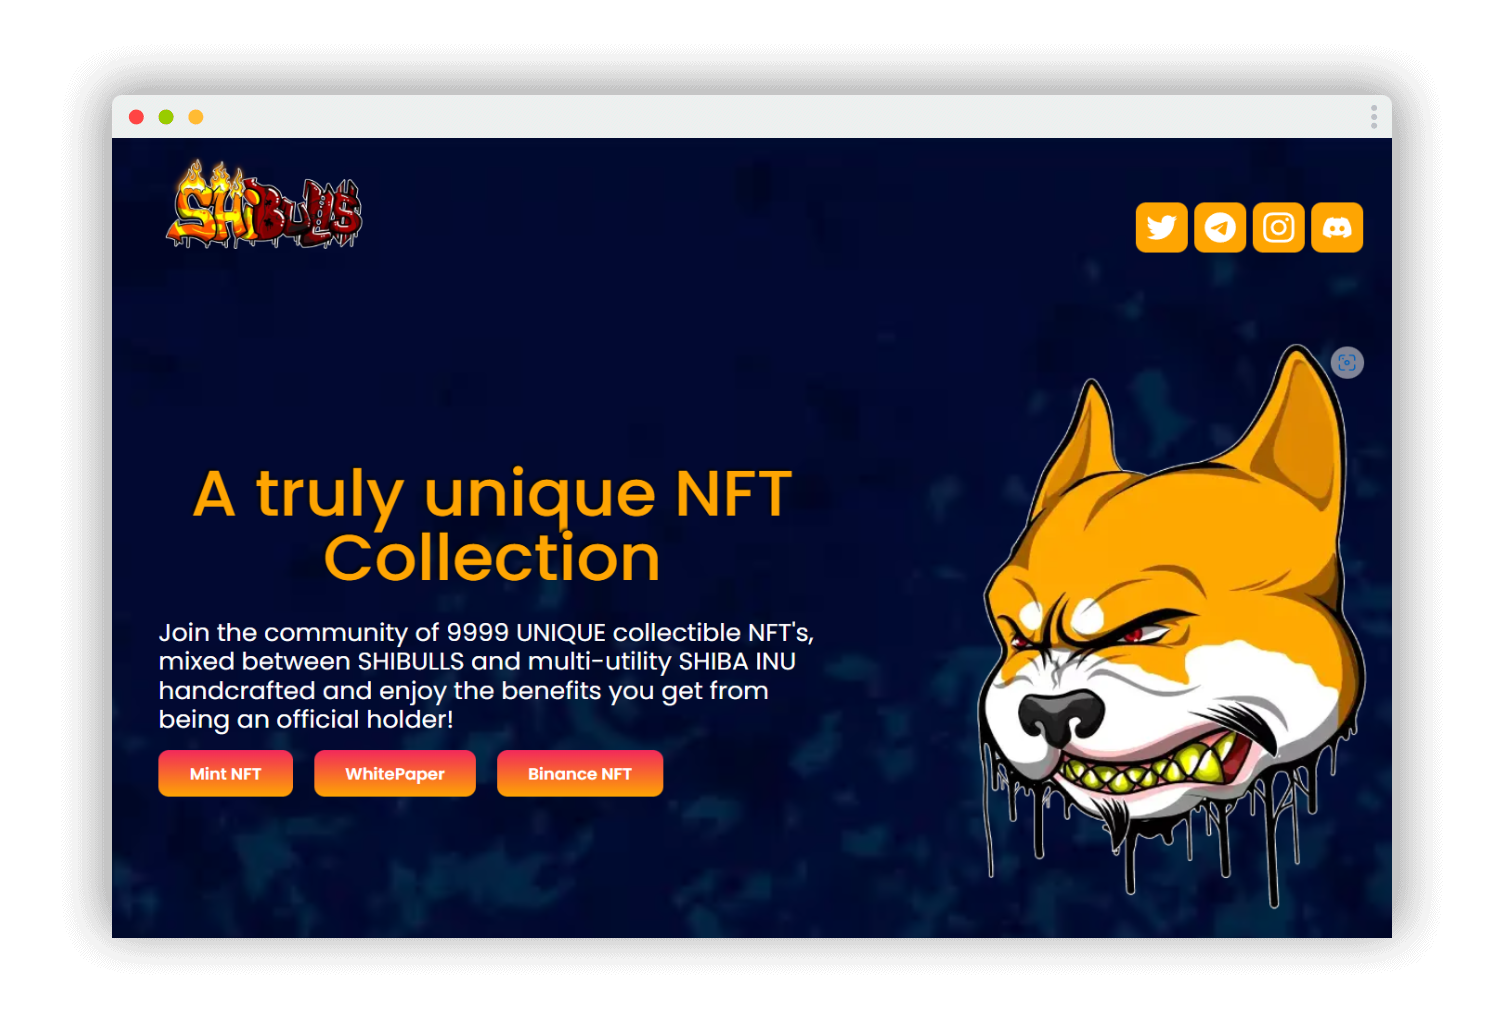 SHiBULLS
A truly unique NFT
Collection
Join the community of 9999 UNIQUE collectible NFT's,
mixed between SHIBULLS and multi-utility SHIBA INU
handcrafted and enjoy the benefits you get from
being an official holder!
Mint NFT
WhitePaper
Binance NFT